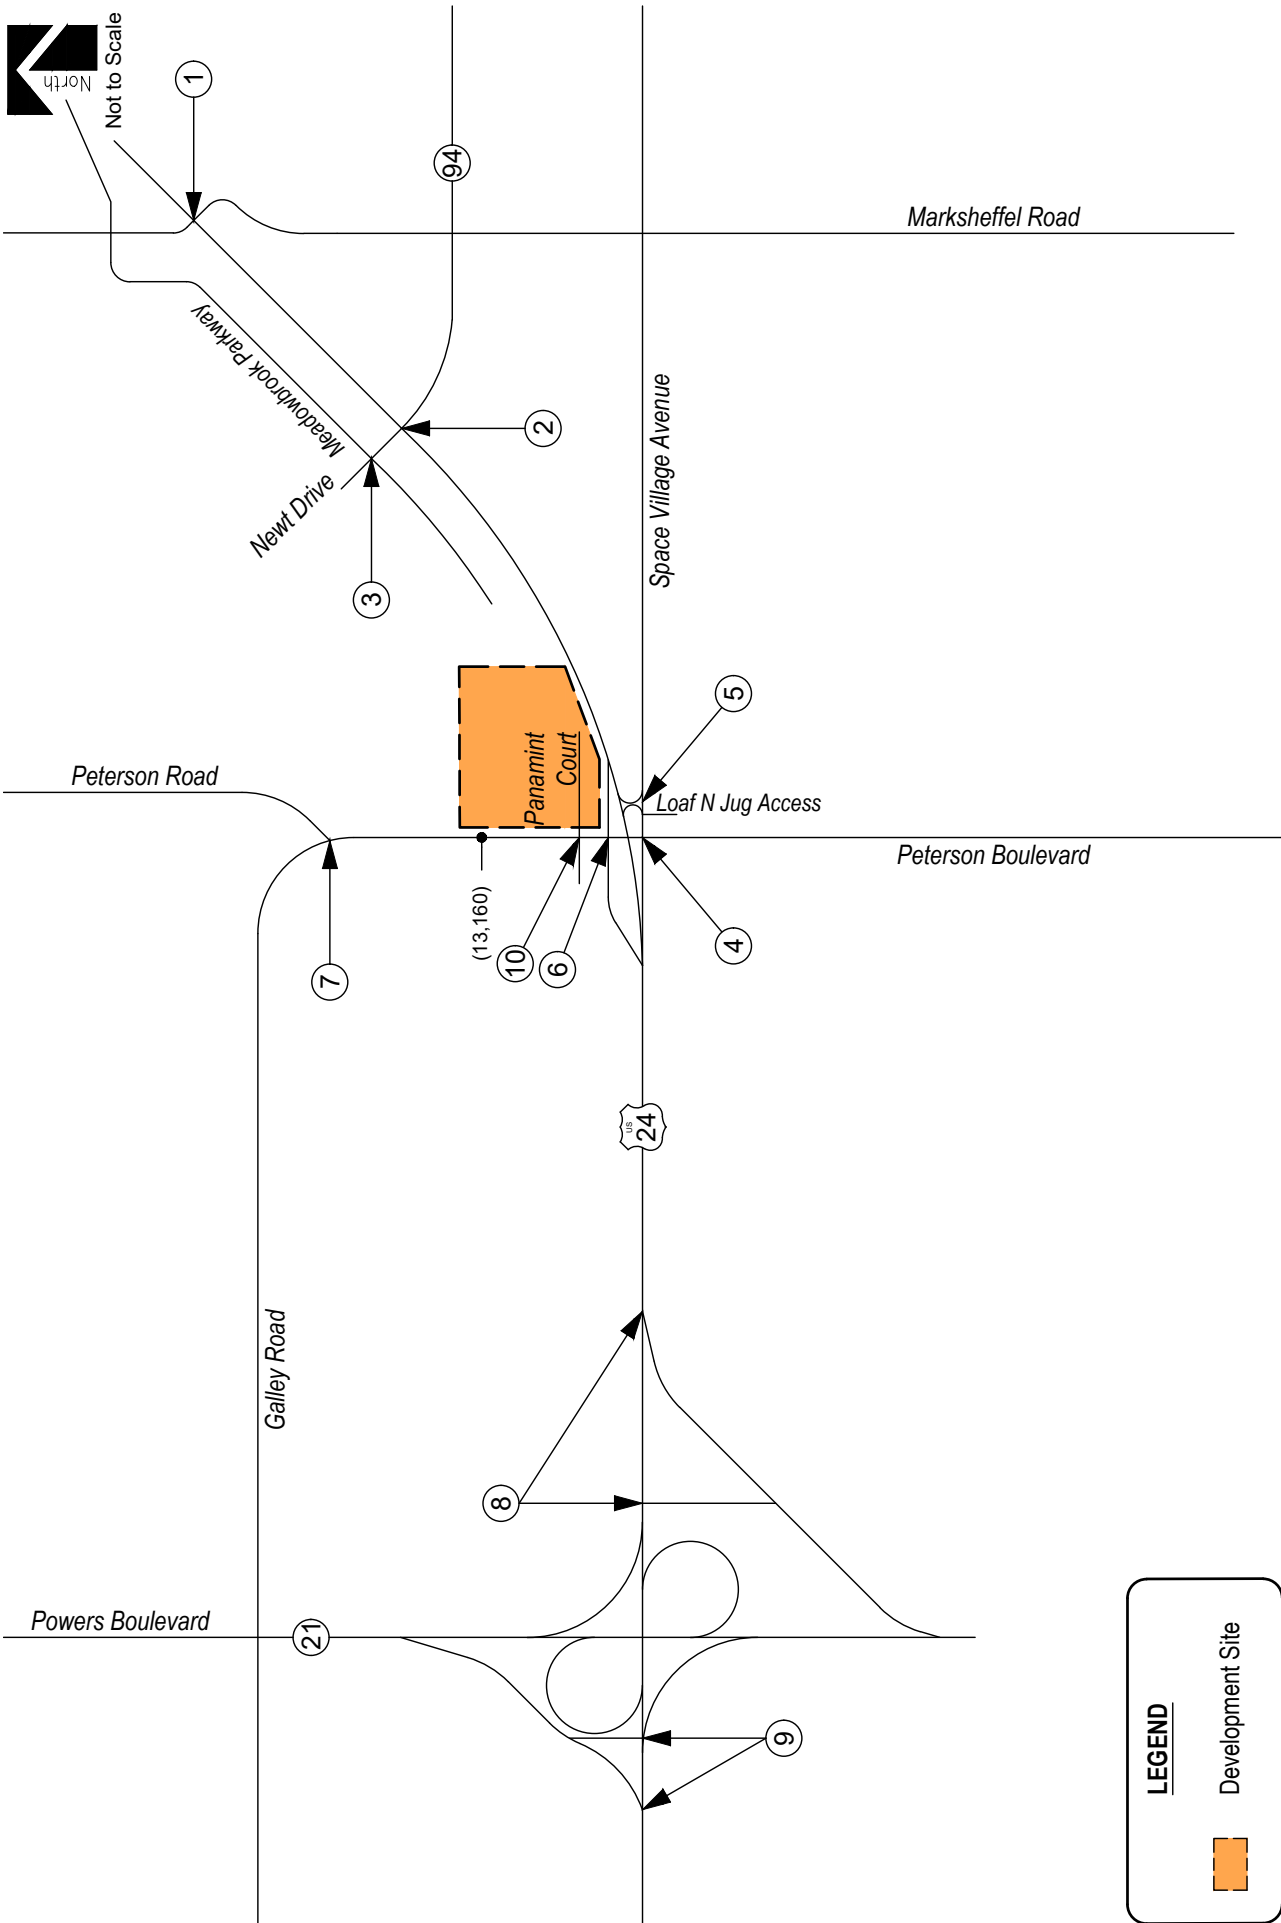 North
Not to Scale
1
94
Marksheffel Road
Meadowbrook Parkway
2
Newt Drive
3
Space Village Avenue
5
Peterson Road
Panamint
Court
Loaf N Jug Access
Peterson Boulevard
(13,160)
10
6
4
7
US
24
Galley Road
8
Powers Boulevard
21
9
LEGEND
Development Site